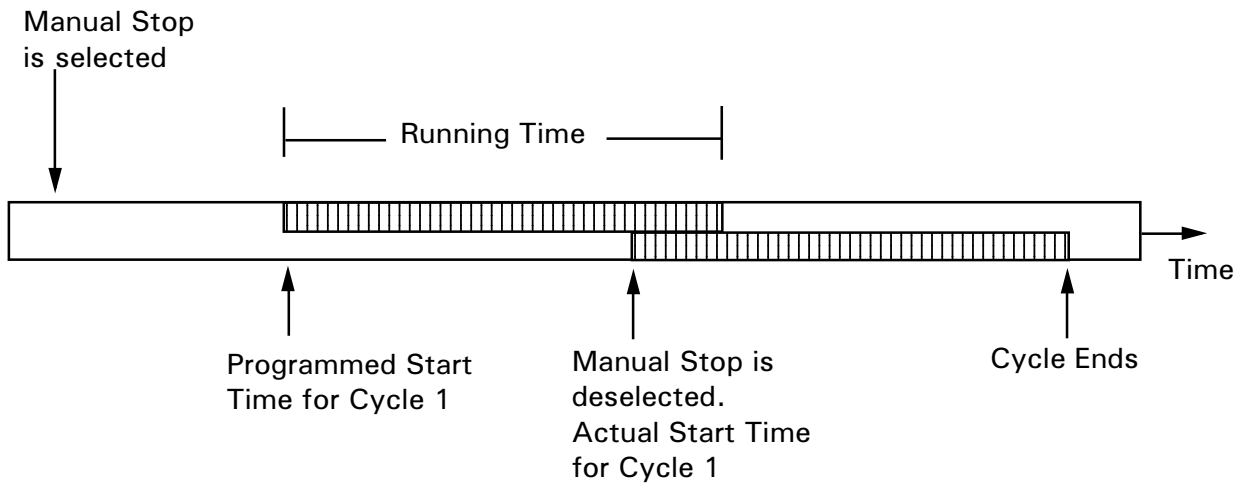 Manual Stop
is selected
Running Time
Time
Programmed Start
Time for Cycle 1
Manual Stop is
deselected.
Actual Start Time
for Cycle 1
Cycle Ends